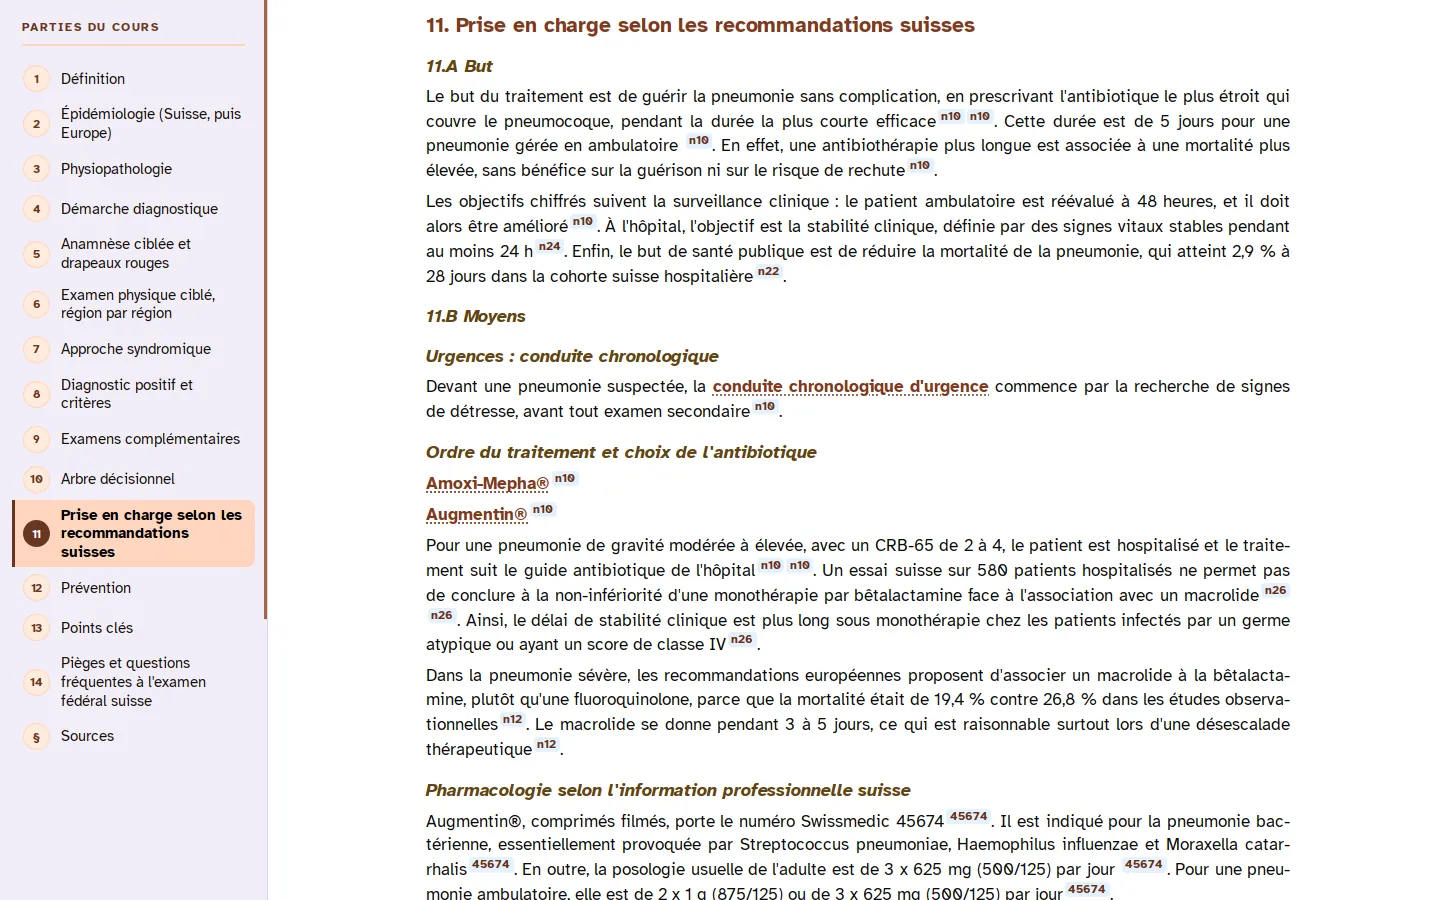 PARTIES DU COURS
1 Définition
2 Épidémiologie (Suisse, puis
Europe)
3 Physiopathologie
4 Démarche diagnostique
5 Anamnèse ciblée et
drapeaux rouges
6 Examen physique ciblé,
région par région
7 Approche syndromique
8 Diagnostic positif et
critères
9 Examens complémentaires
10 Arbre décisionnel
11 Prise en charge selon les
recommandations
suisses
12 Prévention
13 Points clés
14 Pièges et questions
fréquentes à l'examen
fédéral suisse
§ Sources
11. Prise en charge selon les recommandations suisses
11.A But
Le but du traitement est de guérir la pneumonie sans complication, en prescrivant l'antibiotique le plus étroit qui
couvre le pneumocoque, pendant la durée la plus courte efficace n10 n10. Cette durée est de 5 jours pour une
pneumonie gérée en ambulatoire n10. En effet, une antibiothérapie plus longue est associée à une mortalité plus
élevée, sans bénéfice sur la guérison ni sur le risque de rechute n10.
Les objectifs chiffrés suivent la surveillance clinique : le patient ambulatoire est réévalué à 48 heures, et il doit
alors être amélioré n10. À l'hôpital, l'objectif est la stabilité clinique, définie par des signes vitaux stables pendant
au moins 24 h n24. Enfin, le but de santé publique est de réduire la mortalité de la pneumonie, qui atteint 2,9 % à
28 jours dans la cohorte suisse hospitalière n22.
11.B Moyens
Urgences : conduite chronologique
Devant une pneumonie suspectée, la conduite chronologique d'urgence commence par la recherche de signes
de détresse, avant tout examen secondaire n10.
Ordre du traitement et choix de l'antibiotique
Amoxi-Mepha® n10
Augmentin® n10
Pour une pneumonie de gravité modérée à élevée, avec un CRB-65 de 2 à 4, le patient est hospitalisé et le traite-
ment suit le guide antibiotique de l'hôpital n10 n10. Un essai suisse sur 580 patients hospitalisés ne permet pas
de conclure à la non-infériorité d'une monothérapie par bêtalactamine face à l'association avec un macrolide n26
n26. Ainsi, le délai de stabilité clinique est plus long sous monothérapie chez les patients infectés par un germe
atypique ou ayant un score de classe IV n26.
Dans la pneumonie sévère, les recommandations européennes proposent d'associer un macrolide à la bêtalacta-
mine, plutôt qu'une fluoroquinolone, parce que la mortalité était de 19,4 % contre 26,8 % dans les études observa-
tionnelles n12. Le macrolide se donne pendant 3 à 5 jours, ce qui est raisonnable surtout lors d'une désescalade
thérapeutique n12.
Pharmacologie selon l'information professionnelle suisse
Augmentin®, comprimés filmés, porte le numéro Swissmedic 45674 45674. Il est indiqué pour la pneumonie bac-
térienne, essentiellement provoquée par Streptococcus pneumoniae, Haemophilus influenzae et Moraxella catar-
rhalis 45674. En outre, la posologie usuelle de l'adulte est de 3 x 625 mg (500/125) par jour 45674. Pour une pneu-
monie ambulatoire, elle est de 2 x 1 g (875/125) ou de 3 x 625 mg (500/125) par jour 45674.